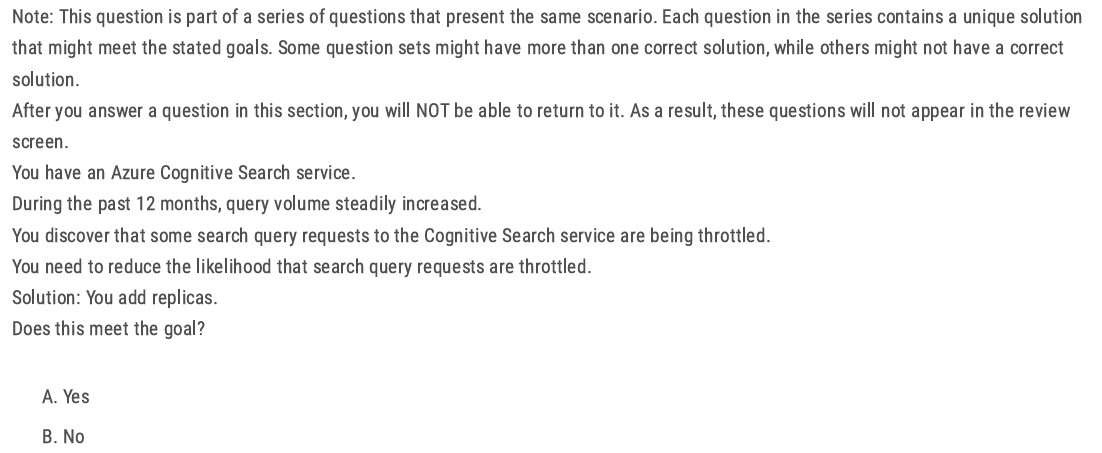 Note: This question is part of a series of questions that present the same scenario. Each question in the series contains a unique solution
that might meet the stated goals. Some question sets might have more than one correct solution, while others might not have a correct
solution.
After you answer a question in this section, you will NOT be able to return to it. As a result, these questions will not appear in the review
screen.
You have an Azure Cognitive Search service.
During the past 12 months, query volume steadily increased.
You discover that some search query requests to the Cognitive Search service are being throttled.
You need to reduce the likelihood that search query requests are throttled.
Solution: You add replicas.
Does this meet the goal?
A. Yes
B. No